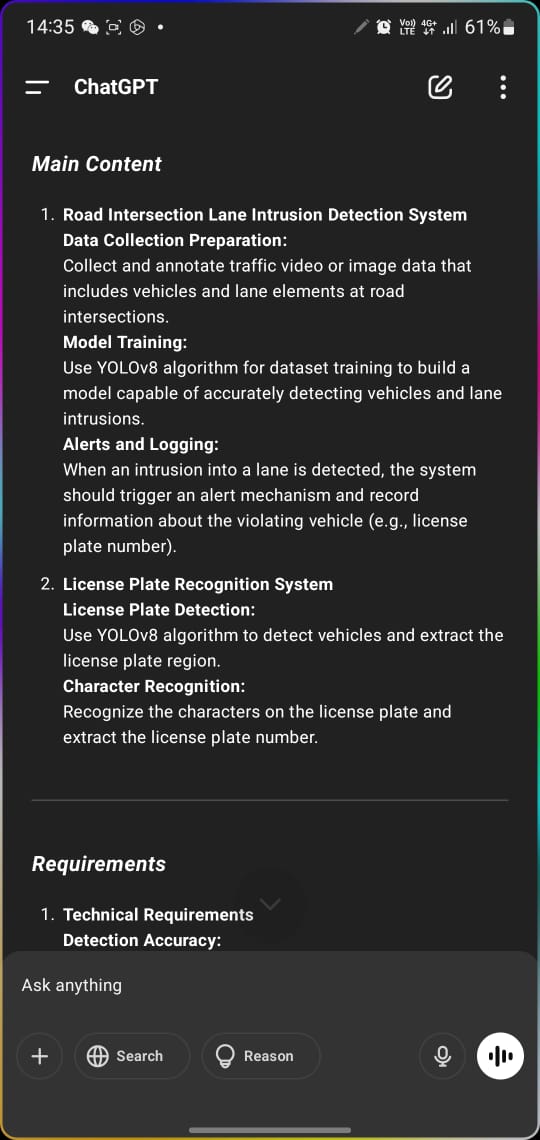 14:35
Vo)) LTE 4G+ 61%
ChatGPT
Main Content
1. Road Intersection Lane Intrusion Detection System
Data Collection Preparation:
Collect and annotate traffic video or image data that
includes vehicles and lane elements at road
intersections.
Model Training:
Use YOLOv8 algorithm for dataset training to build a
model capable of accurately detecting vehicles and lane
intrusions.
Alerts and Logging:
When an intrusion into a lane is detected, the system
should trigger an alert mechanism and record
information about the violating vehicle (e.g., license
plate number).
2. License Plate Recognition System
License Plate Detection:
Use YOLOv8 algorithm to detect vehicles and extract the
license plate region.
Character Recognition:
Recognize the characters on the license plate and
extract the license plate number.
Requirements
1. Technical Requirements
Detection Accuracy:
Ask anything
Search Reason